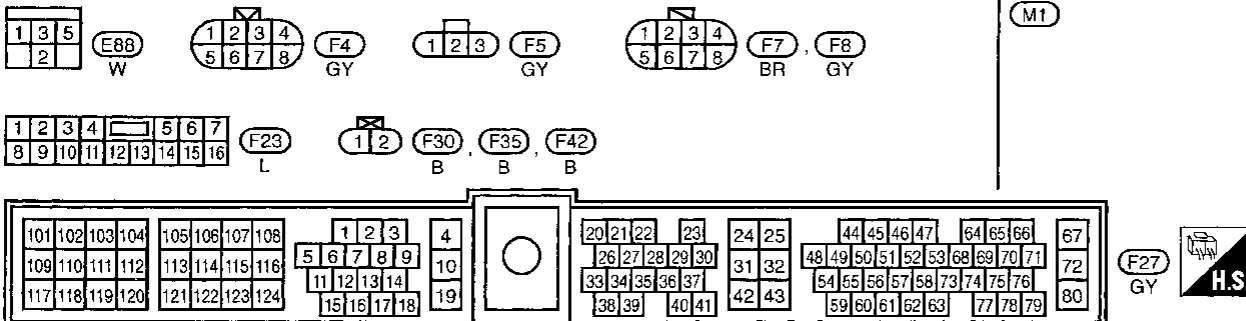 1 3 5
2
E88
W
1 2 3 4
5 6 7 8
F4
GY
1 2 3
F5
GY
1 2 3 4
5 6 7 8
F7 , F8
BR GY
M1
1 2 3 4 5 6 7
8 9 10 11 12 13 14 15 16
F23
L
1 2
F30 , F35 , F42
B B B
101 102 103 104 105 106 107 108
109 110 111 112 113 114 115 116
117 118 119 120 121 122 123 124
1 2 3
5 6 7 8 9
11 12 13 14
15 16 17 18
4
10
19
20 21 22 23
26 27 28 29 30
33 34 35 36 37
38 39 40 41
24 25
31 32
42 43
44 45 46 47 64 65 66
48 49 50 51 52 53 68 69 70 71
54 55 56 57 58 73 74 75 76
59 60 61 62 63 77 78 79
67
72
80
F27
GY
H.S